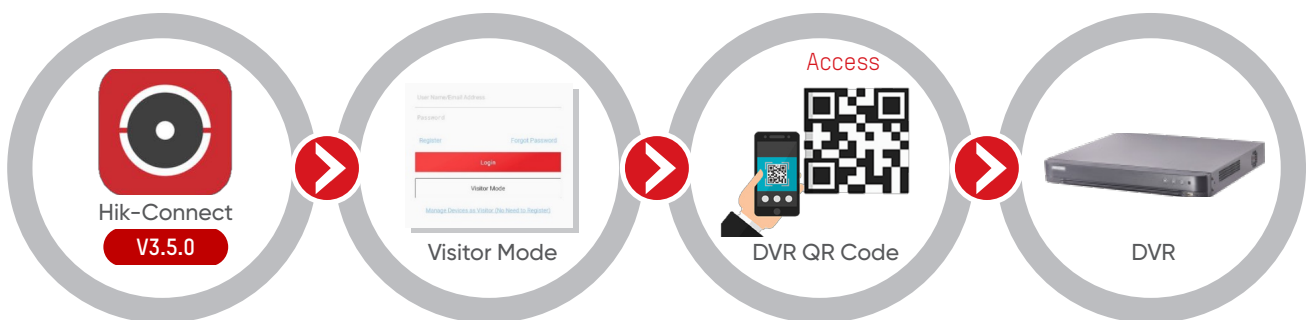 Hik-Connect
V3.5.0
User Name/Email Address
Password
Register
Forgot Password
Login
Visitor Mode
Manage Devices as Visitor (No Need to Register)
Visitor Mode
Access
DVR QR Code
DVR